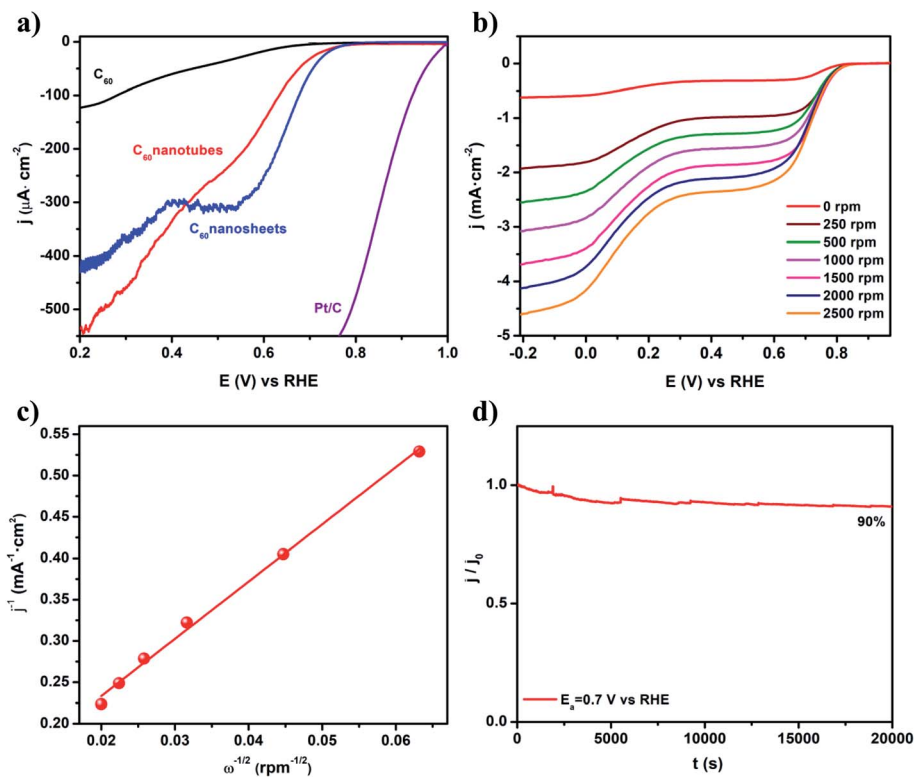 a)
0
-100
-200
-300
-400
-500
j (μA· cm⁻²)
C₆₀
C₆₀nanotubes
C₆₀nanosheets
Pt/C
0.2 0.4 0.6 0.8 1.0
E (V) vs RHE
b)
0
-1
-2
-3
-4
-5
j (mA·cm⁻²)
0 rpm
250 rpm
500 rpm
1000 rpm
1500 rpm
2000 rpm
2500 rpm
-0.2 0.0 0.2 0.4 0.6 0.8
E (V) vs RHE
c)
0.55
0.50
0.45
0.40
0.35
0.30
0.25
0.20
j⁻¹ (mA⁻¹·cm²)
0.02 0.03 0.04 0.05 0.06
ω⁻¹/² (rpm⁻¹/²)
d)
1.0
0.5
0.0
j / j₀
90%
Eₐ=0.7 V vs RHE
0 5000 10000 15000 20000
t (s)